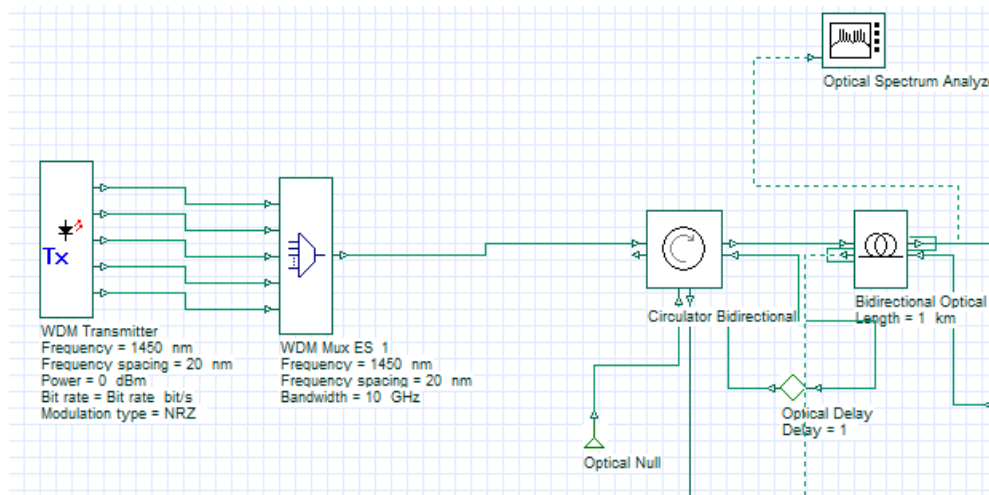 Optical Spectrum Analyz
Tx
WDM Transmitter
Frequency = 1450 nm
Frequency spacing = 20 nm
Power = 0 dBm
Bit rate = Bit rate bit/s
Modulation type = NRZ
WDM Mux ES 1
Frequency = 1450 nm
Frequency spacing = 20 nm
Bandwidth = 10 GHz
Circulator Bidirectional
Bidirectional Optical
Length = 1 km
Optical Delay
Delay = 1
Optical Null